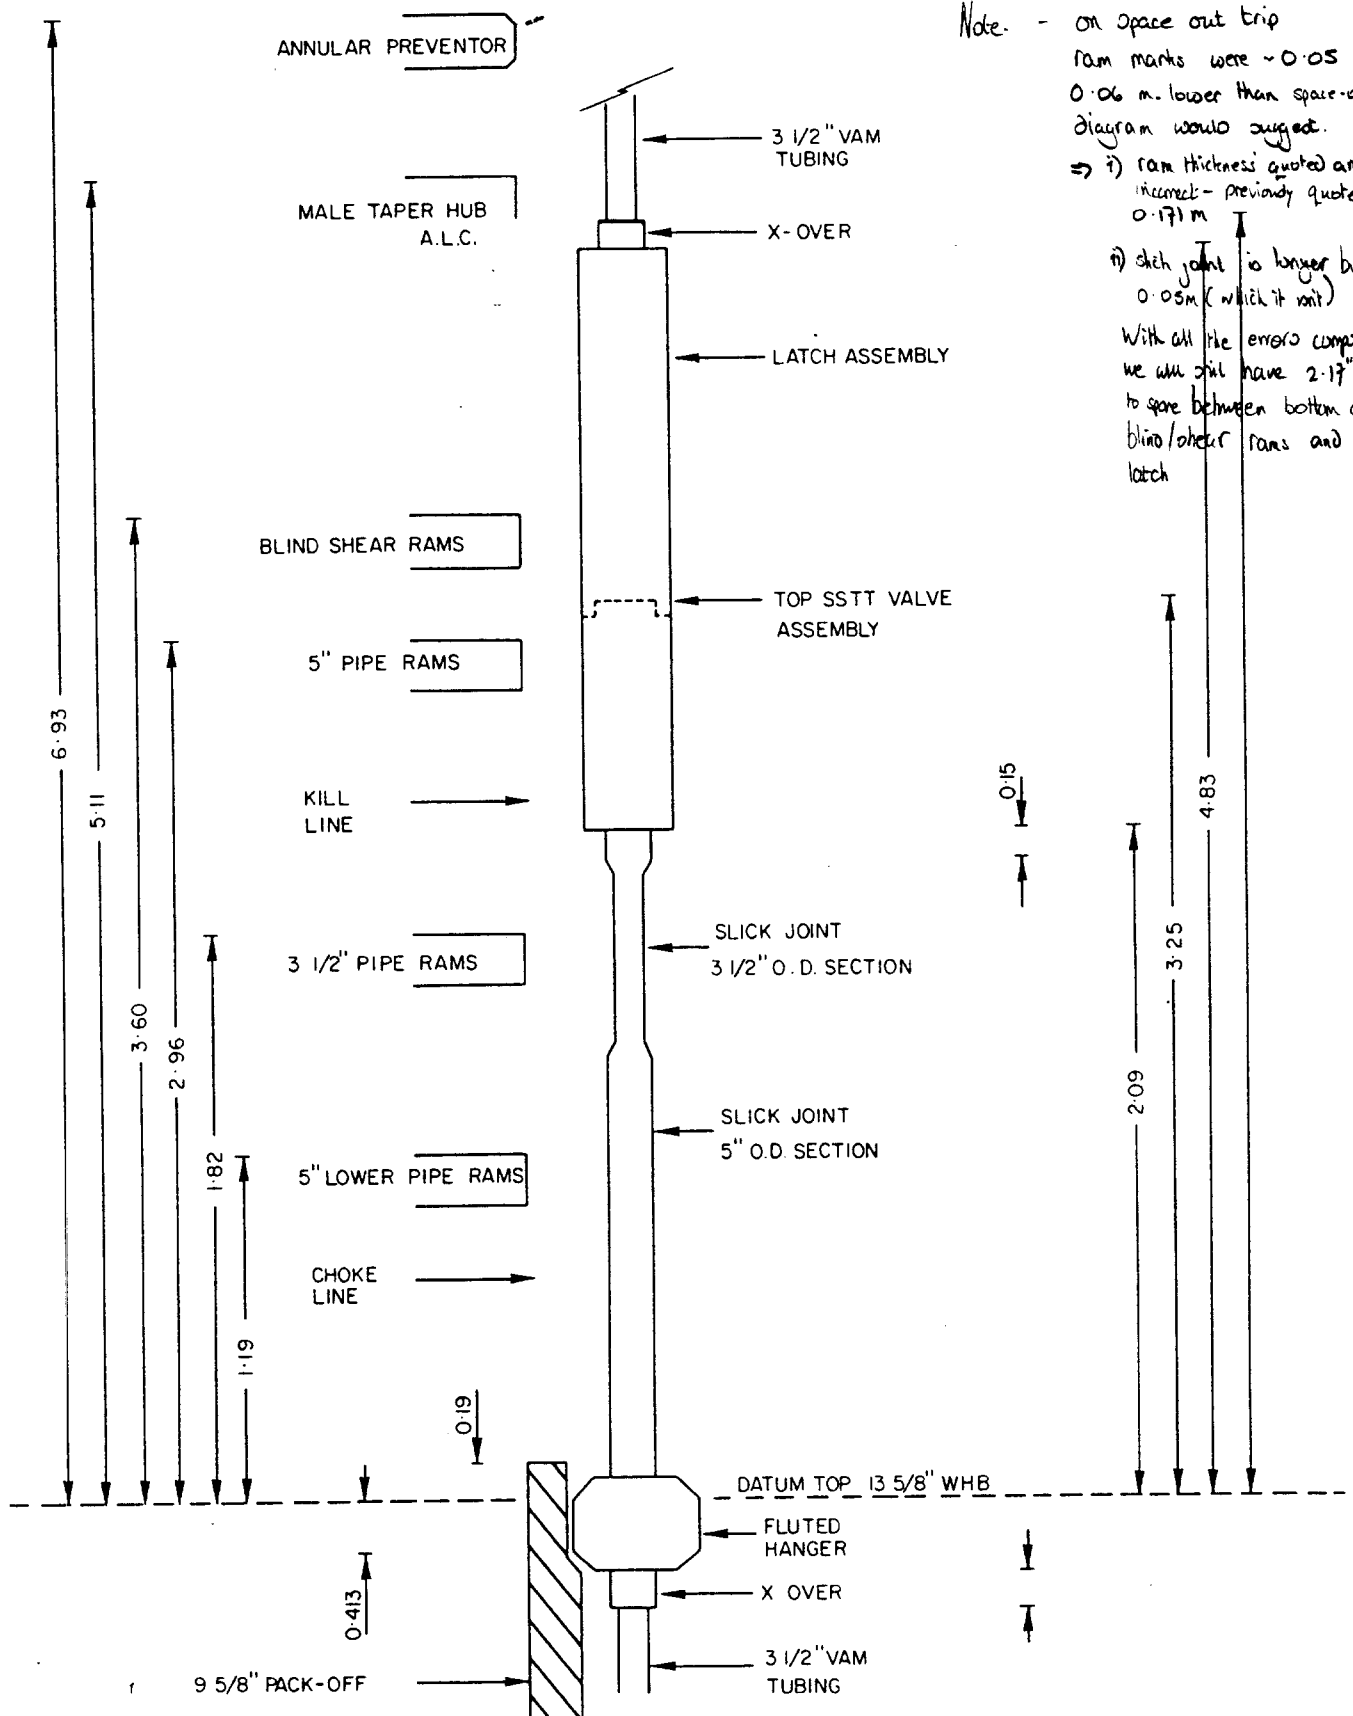 ANNULAR PREVENTOR
Note. - on space out trip
ram marks were ~0.05
0.06 m. lower than space-
diagram would suggest.
⇒ i) ram thickness quoted
incorrect - previously quote
0.171 m
ii) slick joint is longer
0.05m (which it isn't)
With all the errors
we will still have 2.17"
to spare between bottom
blind/shear rams and
latch
3 1/2" VAM
TUBING
MALE TAPER HUB
A.L.C.
X-OVER
LATCH ASSEMBLY
BLIND SHEAR RAMS
TOP SSTT VALVE
ASSEMBLY
5" PIPE RAMS
6.93
5.11
3.60
2.96
1.82
1.19
KILL
LINE
0.15
4.83
3.25
2.09
SLICK JOINT
3 1/2" O.D. SECTION
3 1/2" PIPE RAMS
SLICK JOINT
5" O.D. SECTION
5" LOWER PIPE RAMS
CHOKE
LINE
0.19
DATUM TOP 13 5/8" WHB
FLUTED
HANGER
X OVER
0.413
3 1/2" VAM
TUBING
9 5/8" PACK-OFF